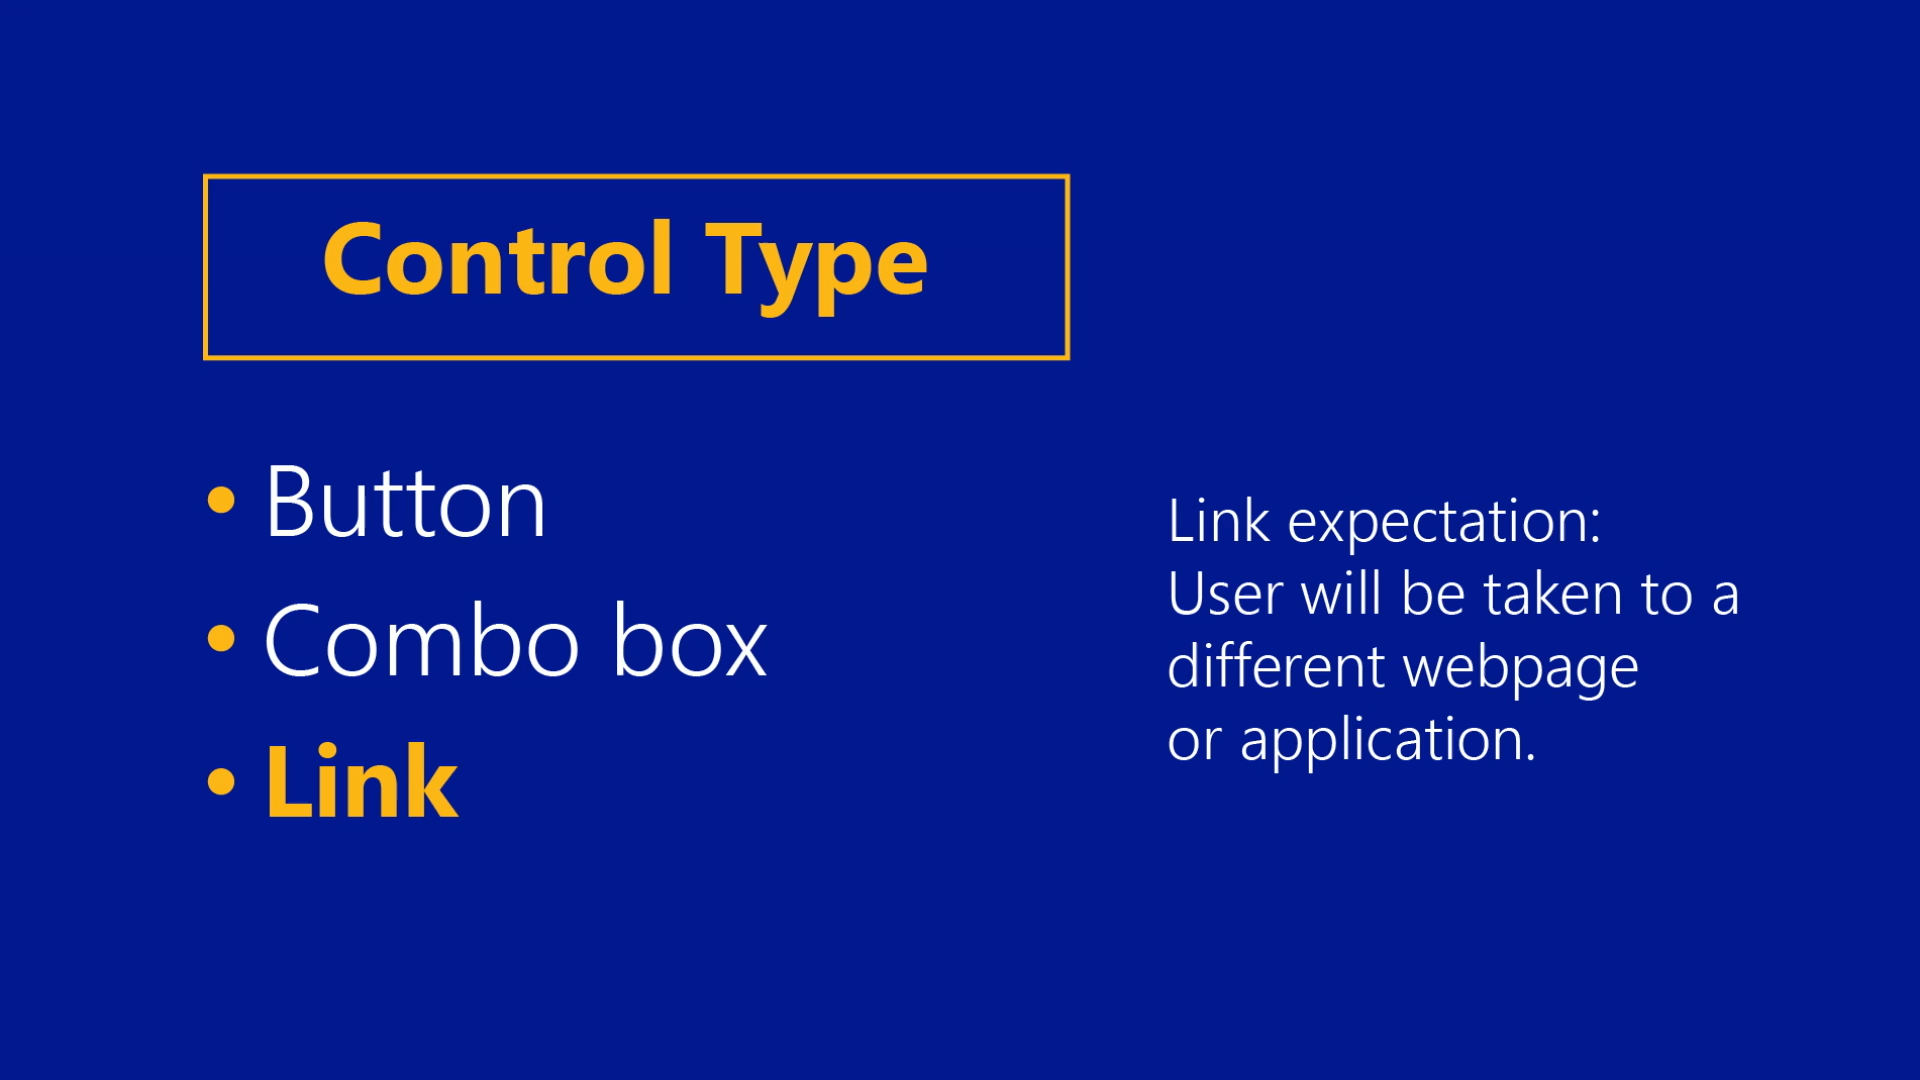 Control Type
• Button
• Combo box
• Link
Link expectation:
User will be taken to a
different webpage
or application.